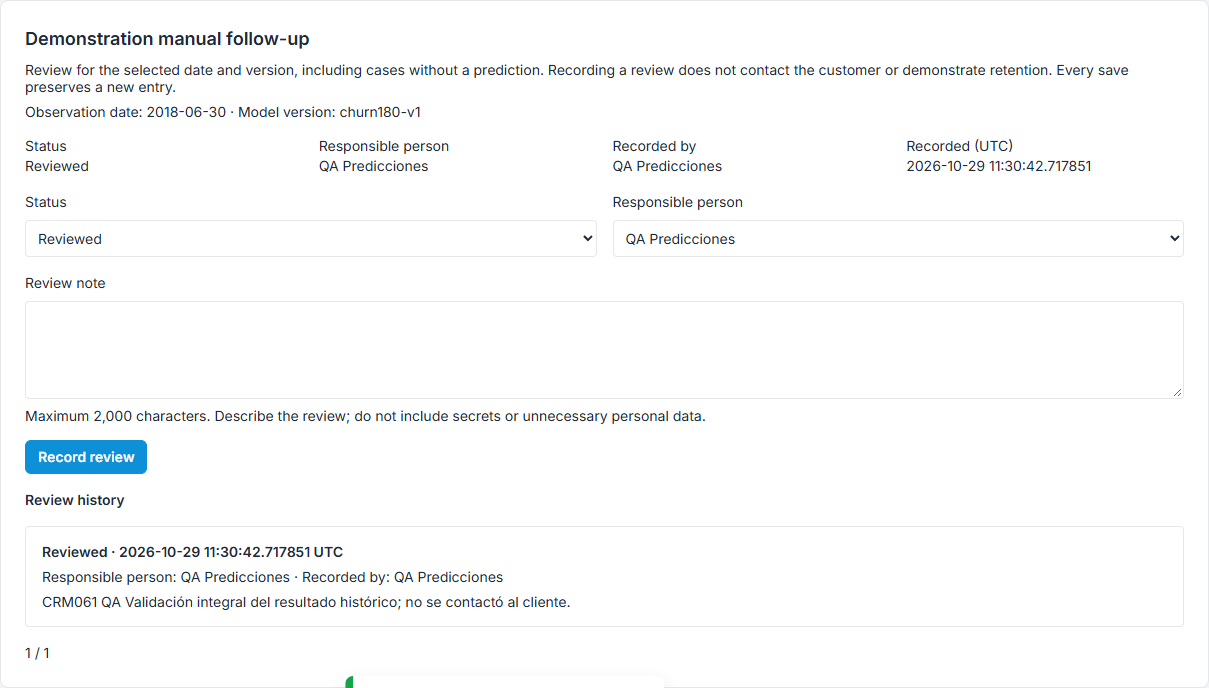 Demonstration manual follow-up
Review for the selected date and version, including cases without a prediction. Recording a review does not contact the customer or demonstrate retention. Every save
preserves a new entry.
Observation date: 2018-06-30 · Model version: churn180-v1
Status Responsible person Recorded by Recorded (UTC)
Reviewed QA Predicciones QA Predicciones 2026-10-29 11:30:42.717851
Status Responsible person
Reviewed QA Predicciones
Review note
Maximum 2,000 characters. Describe the review; do not include secrets or unnecessary personal data.
Record review
Review history
Reviewed · 2026-10-29 11:30:42.717851 UTC
Responsible person: QA Predicciones · Recorded by: QA Predicciones
CRM061 QA Validación integral del resultado histórico; no se contactó al cliente.
1 / 1